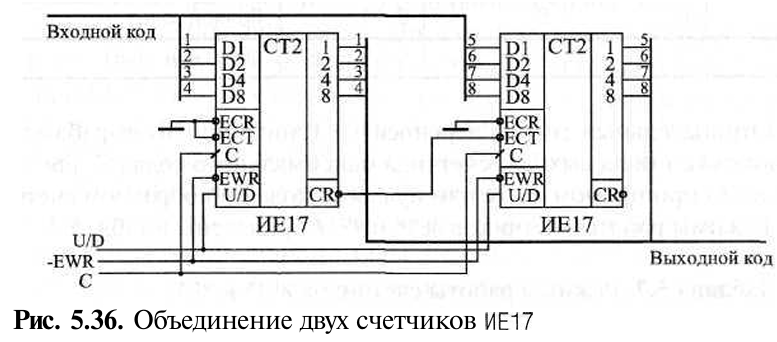 Входной код
1 D1 CT2 1 1
2 D2 2 2
3 D4 4 3
4 D8 8 4
ECR
ECT
C
EWR
U/D CR
ИЕ17
5 D1 CT2 1 5
6 D2 2 6
7 D4 4 7
8 D8 8 8
ECR
ECT
C
EWR
U/D CR
ИЕ17
U/D
-EWR
C
Выходной код
Рис. 5.36. Объединение двух счетчиков ИЕ17